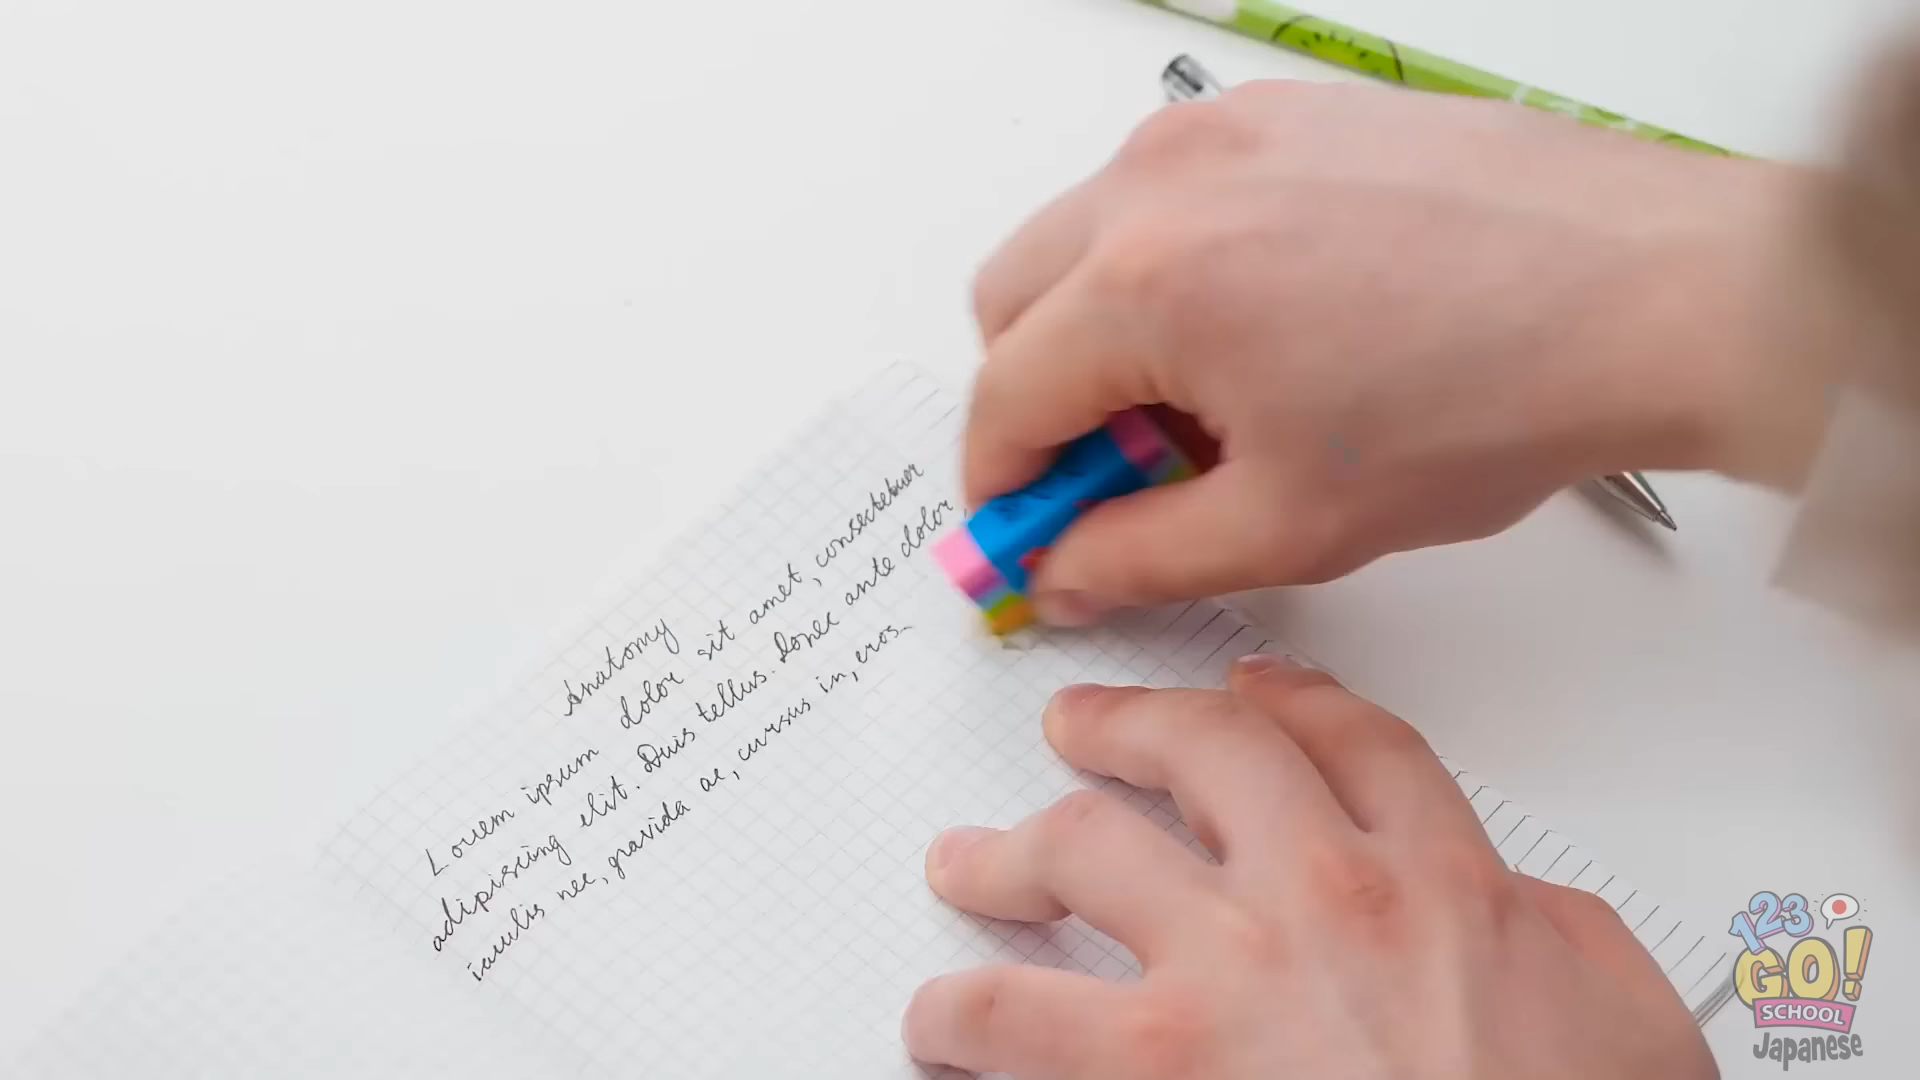 Anatomy
Lorem ipsum dolor sit amet, consectetuer
adipiscing elit. Duis tellus. Donec ante dolor,
iaculis nec, gravida ac, cursus in, eros.
123
GO!
SCHOOL
Japanese